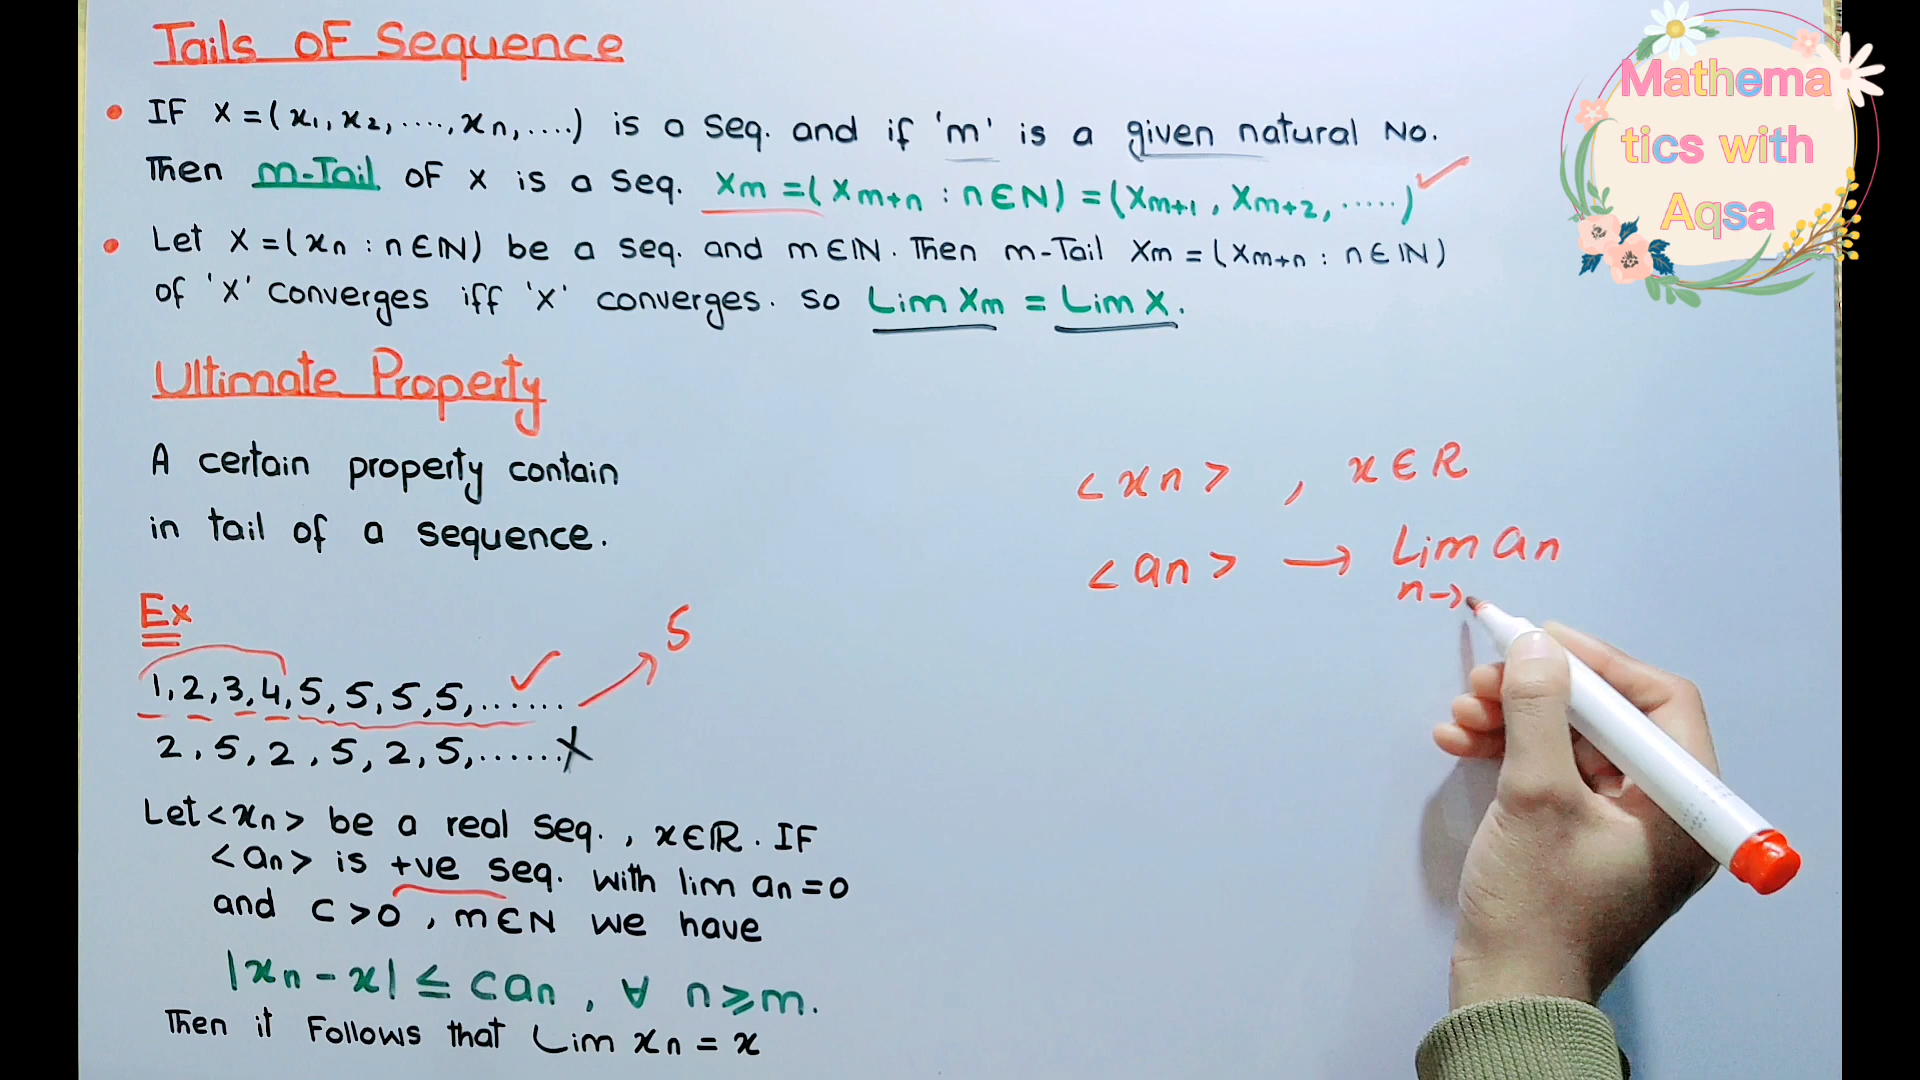 Tails of Sequence
• IF X=(x1, x2, ...., xn, ....) is a seq. and if 'm' is a given natural No.
Then m-Tail of X is a seq. Xm =(Xm+n : n∈N) = (Xm+1, Xm+2, .....) ✓
• Let X=(xn : n∈N) be a seq. and m∈N. Then m-Tail Xm = (Xm+n : n∈N)
of 'X' converges iff 'X' converges. so Lim Xm = Lim X.
Ultimate Property
A certain property contain
in tail of a sequence.
Ex
1,2,3,4,5,5,5,5,...... ✓ → 5
2,5,2,5,2,5,...... X
Let <xn> be a real seq., x∈R. IF
<an> is +ve seq. with lim an=0
and C>0, m∈N we have
|xn-x| ≤ can, ∀ n≥m.
Then it Follows that Lim xn = x
<xn> , x∈R
<an> → Lim an
n→
Mathema
tics with
Aqsa